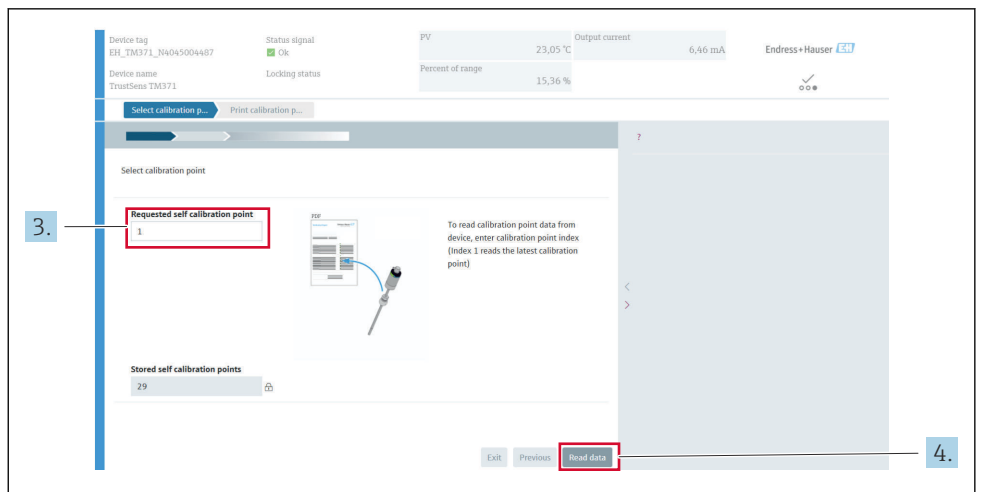 Device tag
EH_TM371_N4045004487
Status signal
Ok
PV
23,05 °C
Output current
6,46 mA
Endress+Hauser EH
Device name
TrustSens TM371
Locking status
Percent of range
15,36 %
Select calibration p...
Print calibration p...
?
Select calibration point
3.
Requested self calibration point
1
PDF
To read calibration point data from
device, enter calibration point index
(Index 1 reads the latest calibration
point)
<
>
Stored self calibration points
29
Exit
Previous
Read data
4.